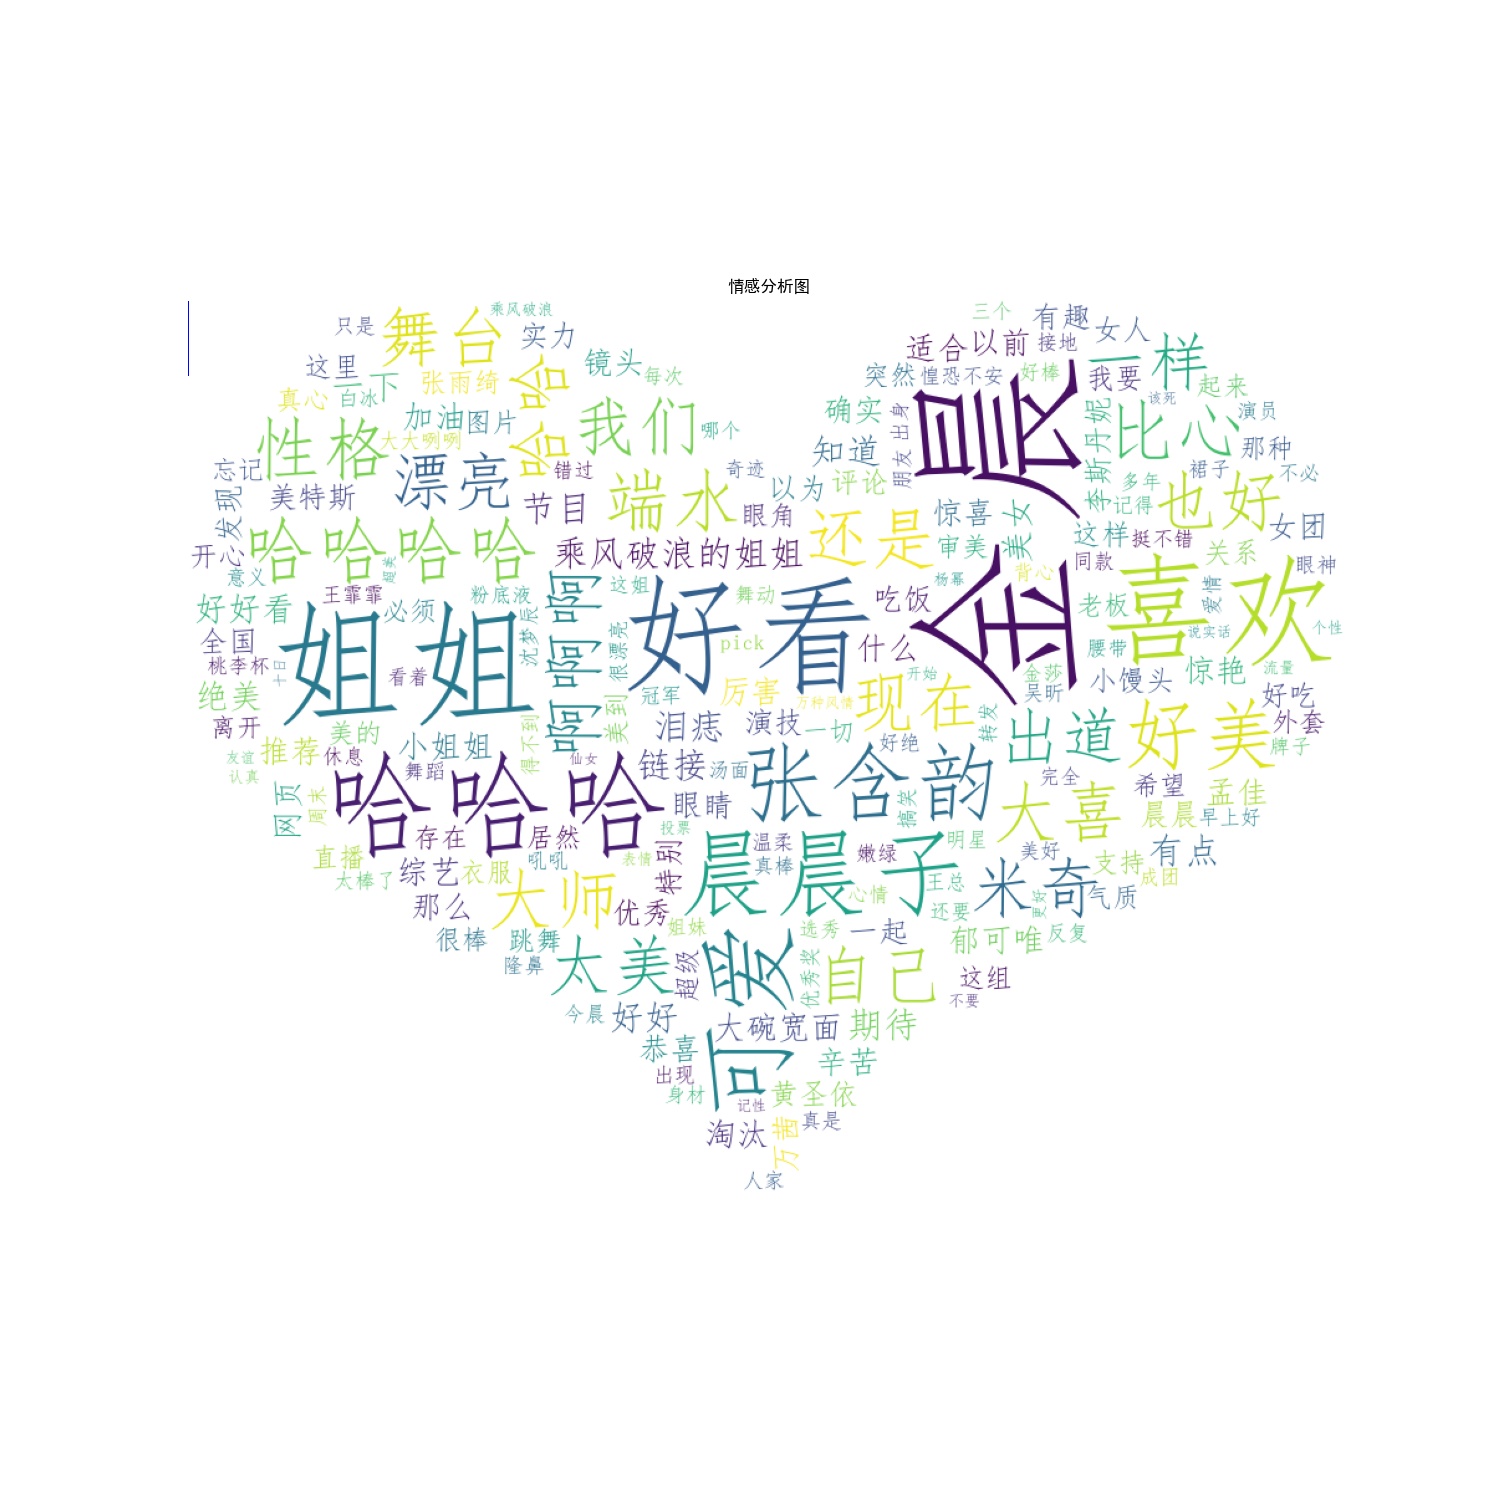 情感分析图
乘风破浪
三个
只是
舞台
实力
有趣
女人
适合
以前
接地
这里
一下
张雨绮
哈哈
镜头
每次
突然
惶恐不安
好棒
我要
一样
起来
真心
白冰
加油
图片
我们
哪个
确实
出身
金晨
该死
比心
演员
性格
大大咧咧
知道
朋友
李斯丹妮
那种
忘记
漂亮
错过
奇迹
以为
评论
裙子
不必
发现
美特斯
节目
端水
眼角
还是
惊喜
美女
多年
记得
也好
女团
开心
哈哈哈哈
超美
乘风破浪的姐姐
审美
这样
挺不错
关系
眼神
意义
王霏霏
粉底液
啊啊啊
这姐
好看
舞动
杨幂
背心
同款
喜欢
爱情
好好看
必须
沈梦辰
很漂亮
pick
吃饭
老板
说实话
个性
全国
姐姐
什么
腰带
桃李杯
十日
看着
冠军
厉害
开始
金莎
吴昕
小馒头
惊艳
流量
绝美
美到
万种风情
现在
好吃
离开
美的
得不到
泪痣
演技
一切
转发
出道
好美
外套
友谊
推荐
休息
小姐姐
好绝
牌子
认真
舞蹈
仙女
链接
汤面
张含韵
完全
希望
孟佳
网页
周末
哈哈哈
眼睛
搞笑
大喜
晨晨
早上好
存在
居然
投票
温柔
嫩绿
明星
美好
有点
直播
太棒了
综艺
衣服
吼吼
表情
特别
真棒
晨晨子
王总
支持
成团
那么
大师
优秀
心情
还要
米奇
更好
气质
很棒
跳舞
姐妹
选秀
一起
郁可唯
反复
隆鼻
太美
超级
可爱
优秀奖
自己
这组
不要
今晨
好好
大碗宽面
期待
恭喜
辛苦
出现
身材
记性
黄圣依
淘汰
万茜
真是
人家